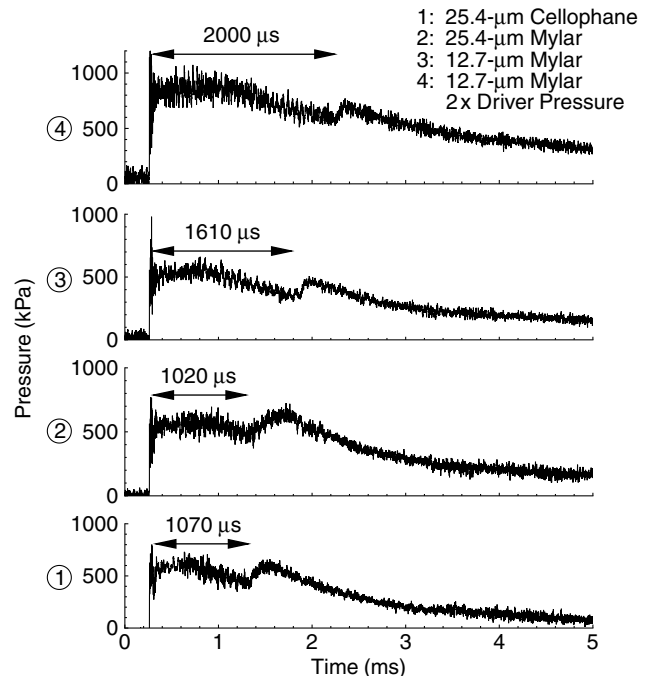 1: 25.4-μm Cellophane
2: 25.4-μm Mylar
3: 12.7-μm Mylar
4: 12.7-μm Mylar
2x Driver Pressure
2000 μs
1000
500
0
④
1610 μs
1000
500
0
③
Pressure (kPa)
1020 μs
1000
500
0
②
1070 μs
1000
500
0
①
0 1 2 3 4 5
Time (ms)